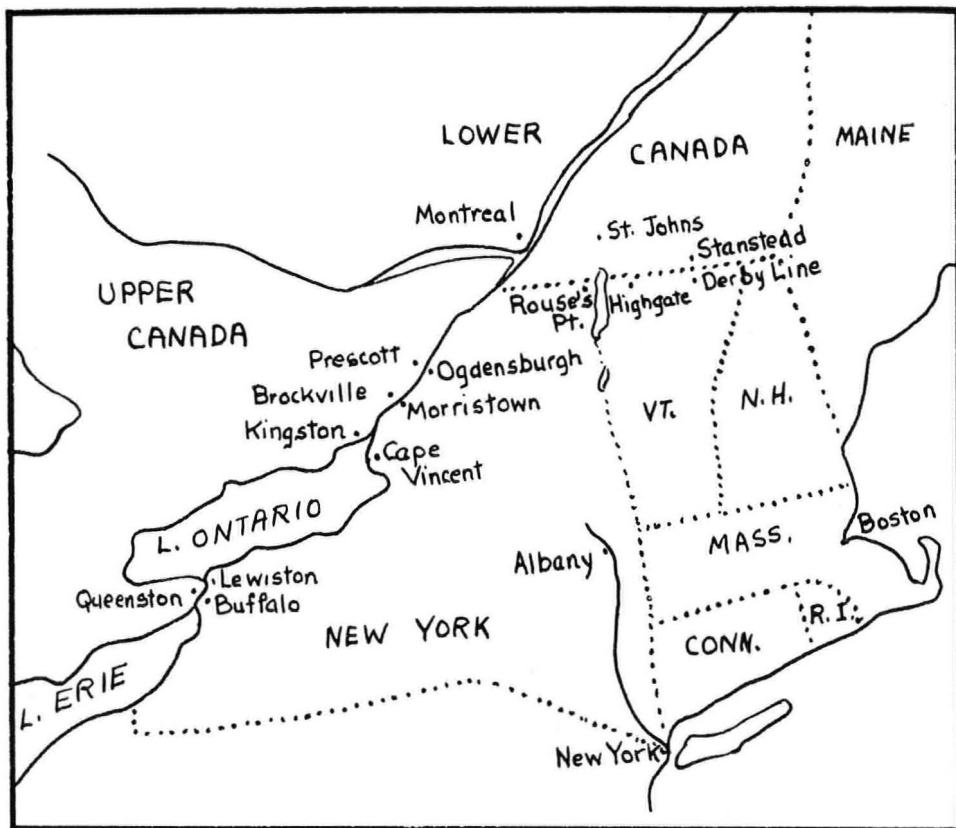 LOWER
CANADA
MAINE
Montreal
St. Johns
Stanstead
UPPER
CANADA
Rouse's
Pt.
Highgate
Derby Line
Prescott
Ogdensburgh
Brockville
Morristown
VT.
N.H.
Kingston
Cape
Vincent
L. ONTARIO
Boston
MASS.
Albany
Lewiston
Queenston
Buffalo
NEW YORK
R.I.
CONN.
L. ERIE
New York